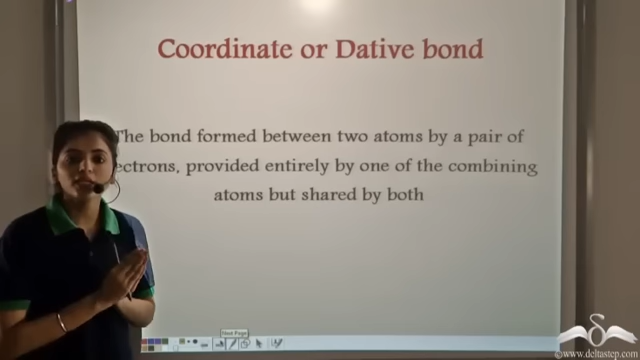 Coordinate or Dative bond
The bond formed between two atoms by a pair of
ectrons, provided entirely by one of the combining
atoms but shared by both
Next Page
©www.deltastep.com